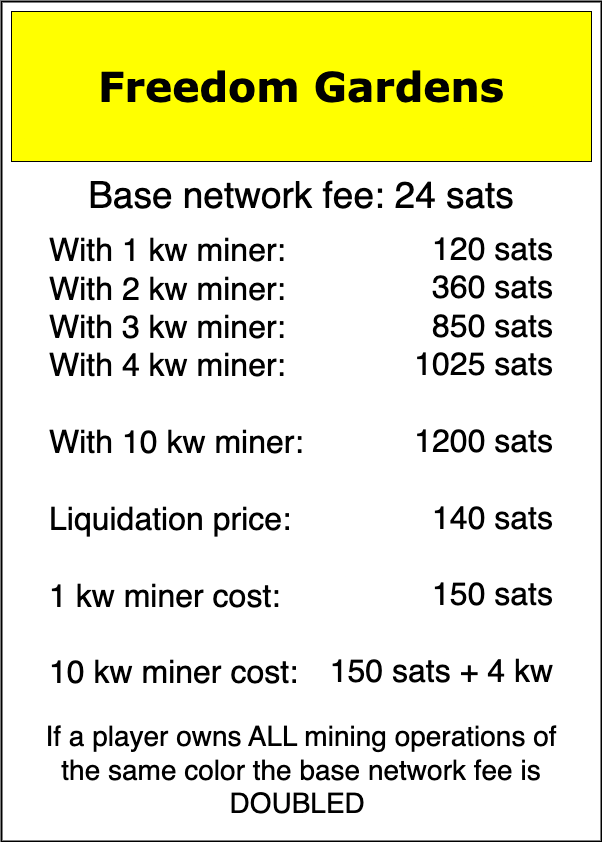 Freedom Gardens
Base network fee: 24 sats
With 1 kw miner: 120 sats
With 2 kw miner: 360 sats
With 3 kw miner: 850 sats
With 4 kw miner: 1025 sats
With 10 kw miner: 1200 sats
Liquidation price: 140 sats
1 kw miner cost: 150 sats
10 kw miner cost: 150 sats + 4 kw
If a player owns ALL mining operations of
the same color the base network fee is
DOUBLED